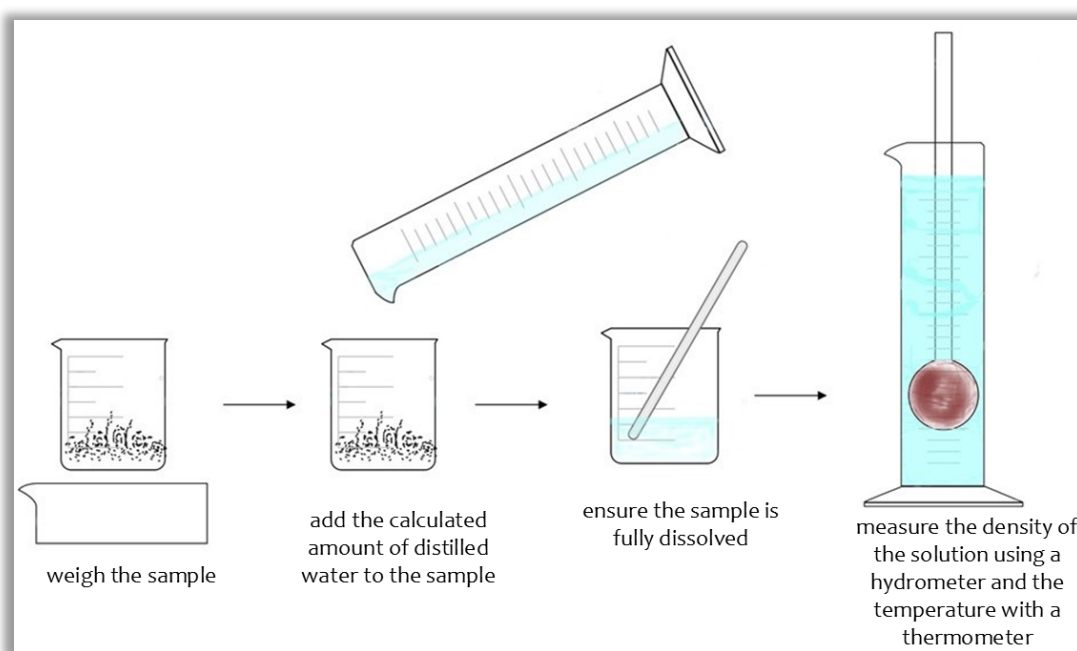 weigh the sample
add the calculated
amount of distilled
water to the sample
ensure the sample is
fully dissolved
measure the density of
the solution using a
hydrometer and the
temperature with a
thermometer